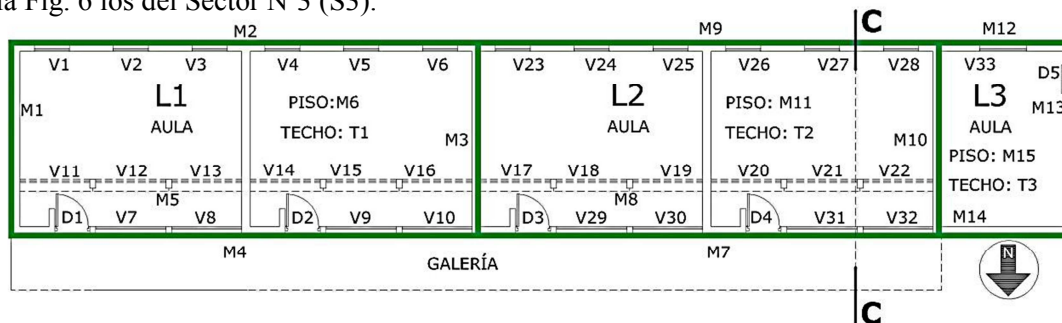 la Fig. 6 los del Sector N°3 (S3).
C
M2 M9 M12
V1 V2 V3 V4 V5 V6 V23 V24 V25 V26 V27 V28 V33
D5
L1 L2 L3
M1 PISO:M6 PISO: M11 M13
AULA AULA AULA
TECHO: T1 M3 TECHO: T2 M10
PISO: M15
V11 V12 V13 V14 V15 V16 V17 V18 V19 V20 V21 V22
TECHO: T3
M5 M8
D1 V7 V8 D2 V9 V10 D3 V29 V30 D4 V31 V32 M14
M4 M7
GALERÍA
N
C